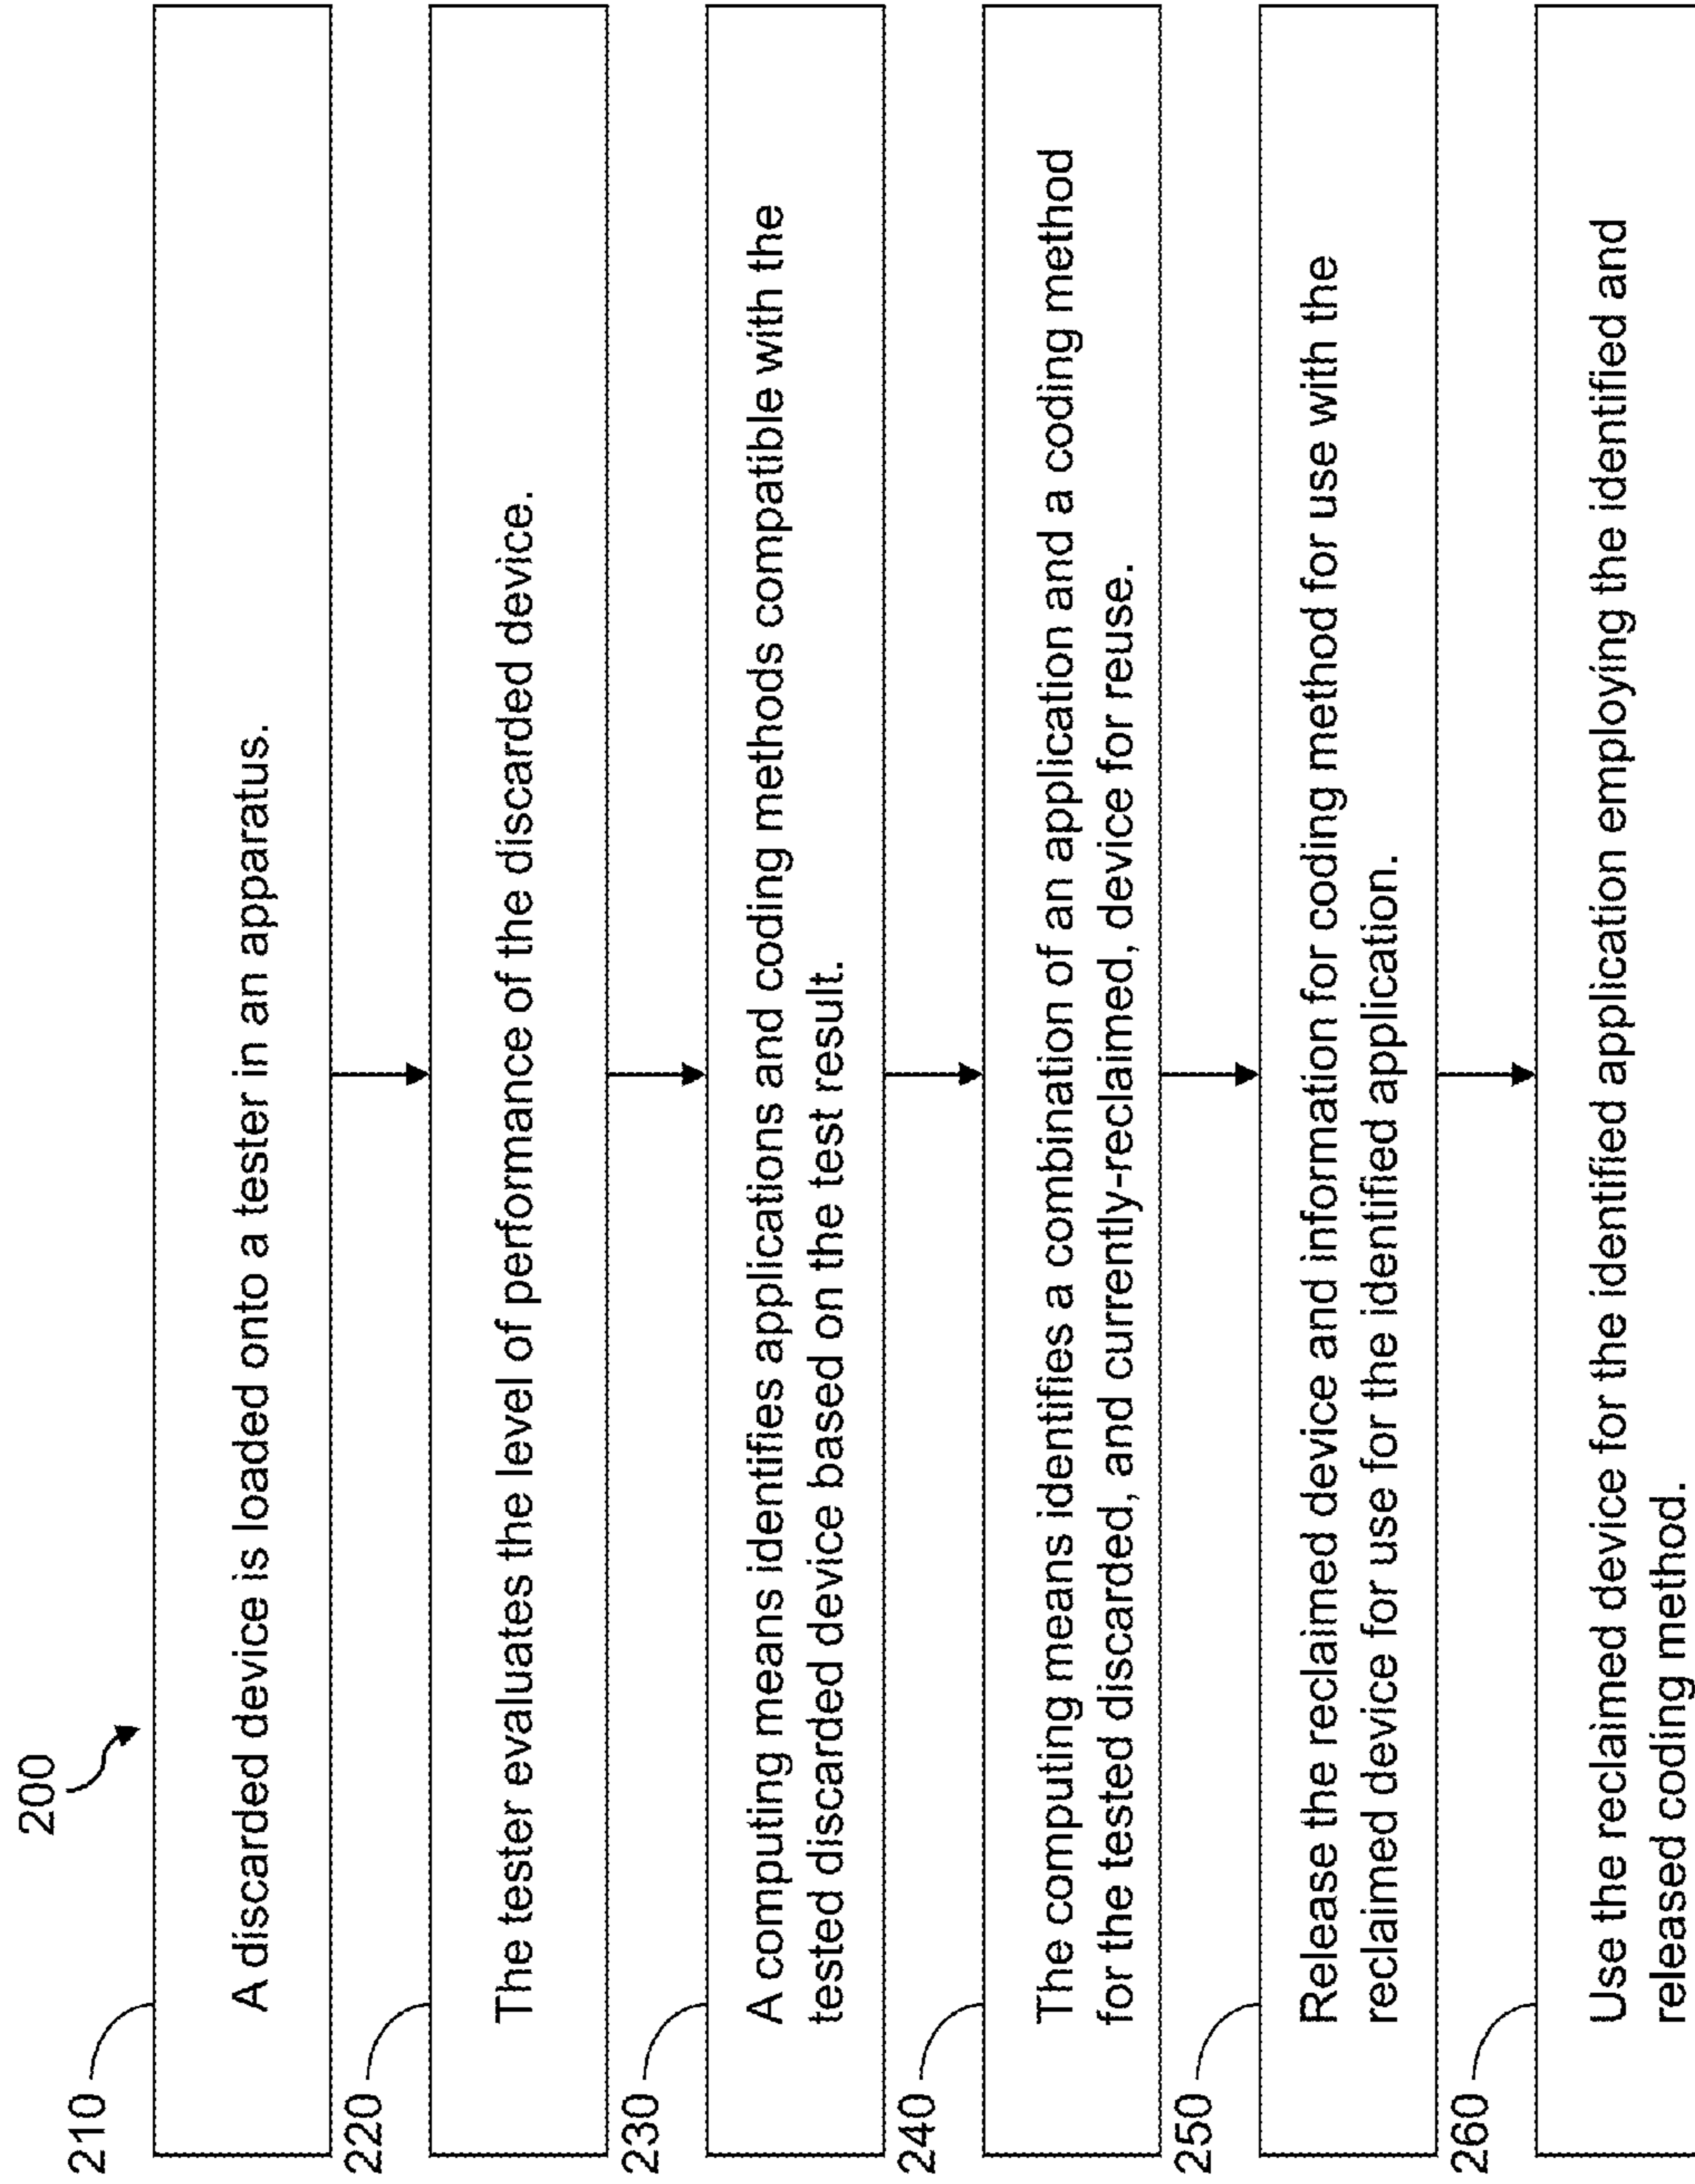 200
210
A discarded device is loaded onto a tester in an apparatus.
220
The tester evaluates the level of performance of the discarded device.
230
A computing means identifies applications and coding methods compatible with the
tested discarded device based on the test result.
240
The computing means identifies a combination of an application and a coding method
for the tested discarded, and currently-reclaimed, device for reuse.
250
Release the reclaimed device and information for coding method for use with the
reclaimed device for use for the identified application.
260
Use the reclaimed device for the identified application employing the identified and
released coding method.